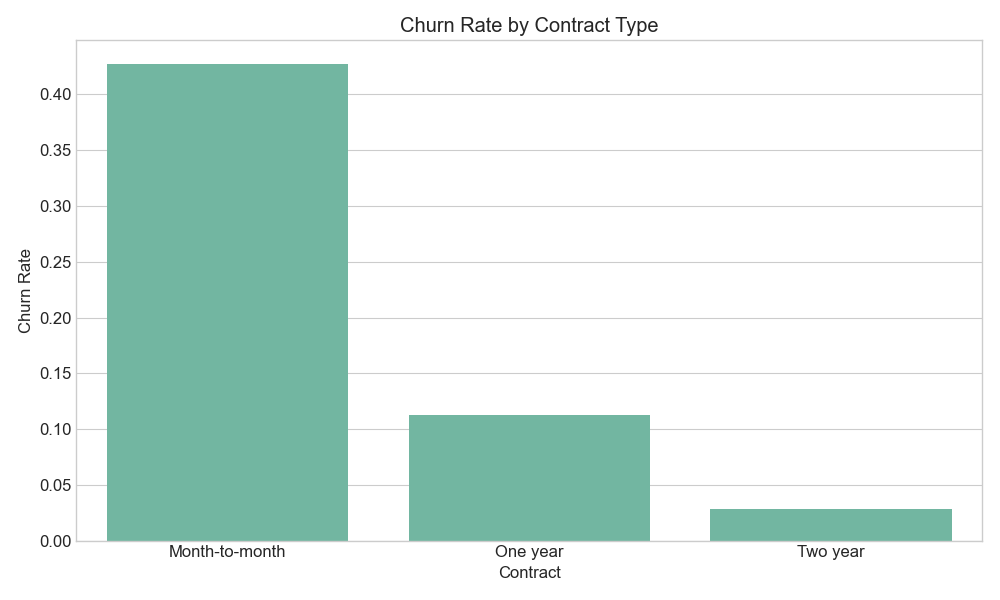 Churn Rate by Contract Type
Churn Rate
0.40
0.35
0.30
0.25
0.20
0.15
0.10
0.05
0.00
Month-to-month
One year
Two year
Contract